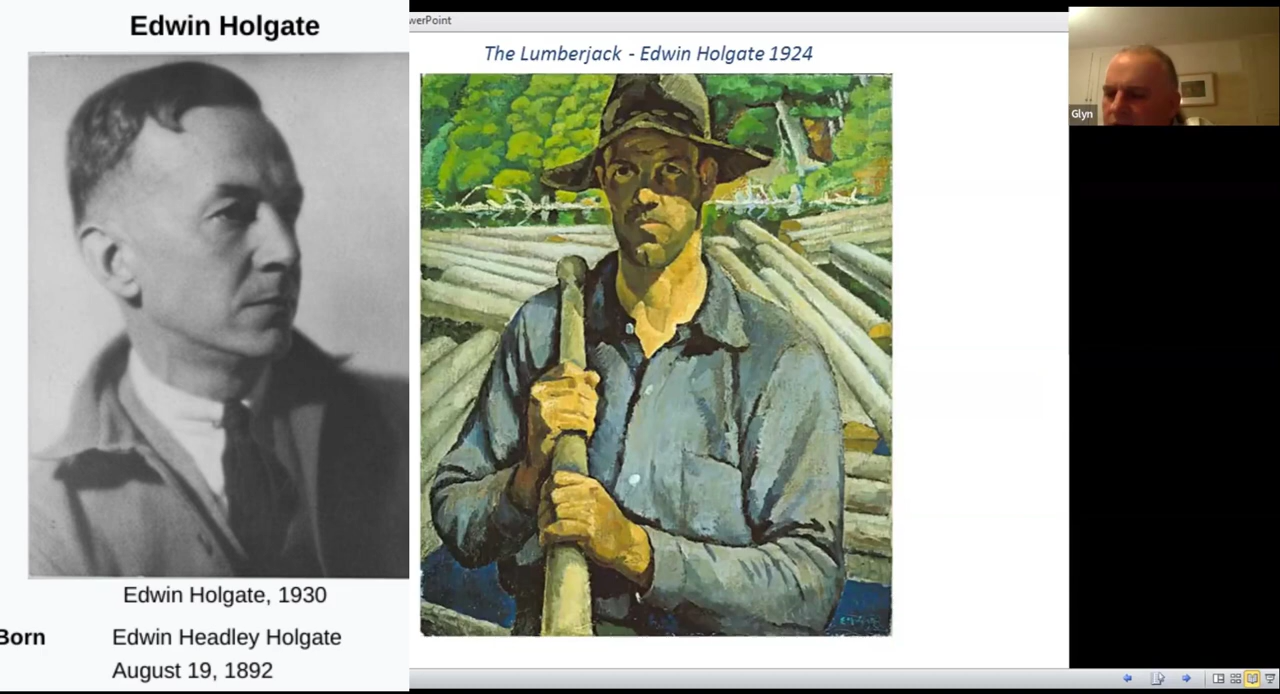 Edwin Holgate
werPoint
The Lumberjack - Edwin Holgate 1924
Glyn
Edwin Holgate, 1930
Born Edwin Headley Holgate
August 19, 1892